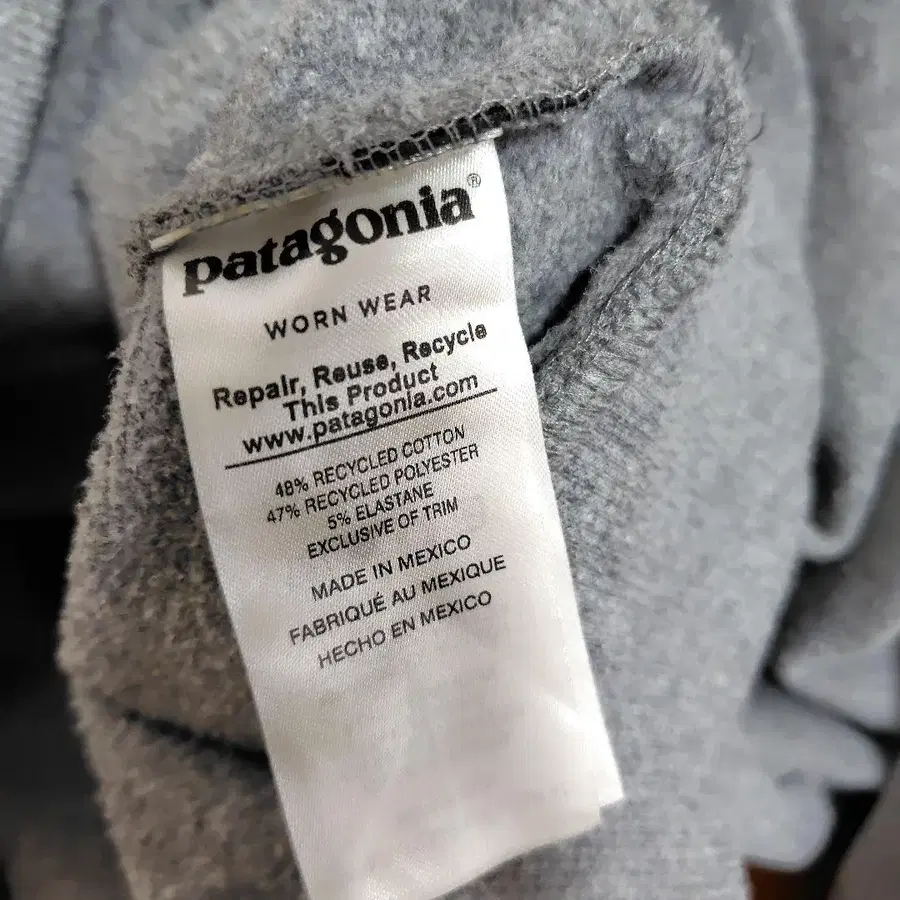 patagonia®
WORN WEAR
Repair, Reuse, Recycle
This Product
www.patagonia.com
48% RECYCLED COTTON
47% RECYCLED POLYESTER
5% ELASTANE
EXCLUSIVE OF TRIM
MADE IN MEXICO
FABRIQUÉ AU MEXIQUE
HECHO EN MEXICO